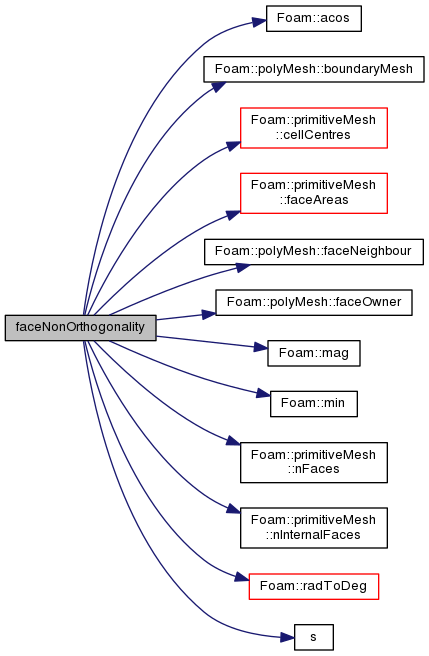 Foam::acos
Foam::polyMesh::boundaryMesh
Foam::primitiveMesh
::cellCentres
Foam::primitiveMesh
::faceAreas
Foam::polyMesh::faceNeighbour
Foam::polyMesh::faceOwner
faceNonOrthogonality
Foam::mag
Foam::min
Foam::primitiveMesh
::nFaces
Foam::primitiveMesh
::nInternalFaces
Foam::radToDeg
s